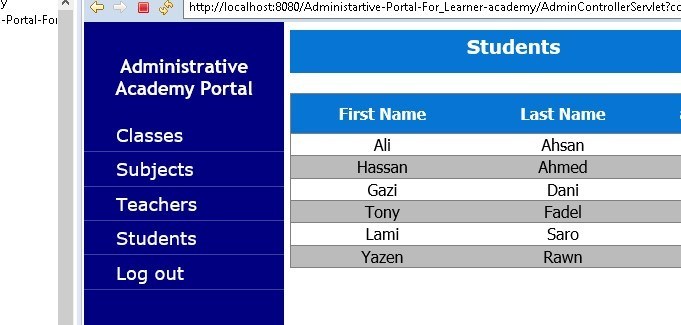 y
-Portal-For
http://localhost:8080/Administartive-Portal-For_Learner-academy/AdminControllerServlet?co
Administrative
Academy Portal
Classes
Subjects
Teachers
Students
Log out
Students
First Name Last Name
Ali Ahsan
Hassan Ahmed
Gazi Dani
Tony Fadel
Lami Saro
Yazen Rawn